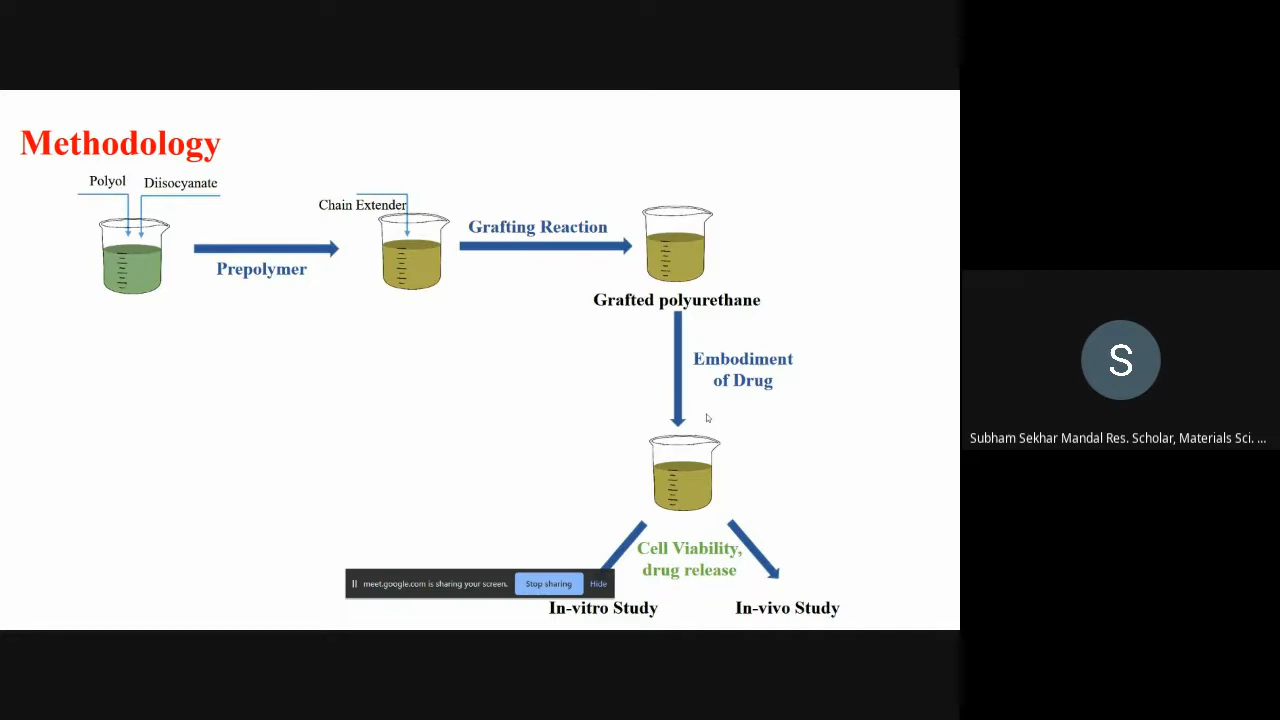 Methodology
Polyol
Diisocyanate
Chain Extender
Grafting Reaction
Prepolymer
Grafted polyurethane
Embodiment
of Drug
S
Subham Sekhar Mandal Res. Scholar, Materials Sci. ...
Cell Viability,
drug release
meet.google.com is sharing your screen.
Stop sharing
Hide
In-vitro Study
In-vivo Study